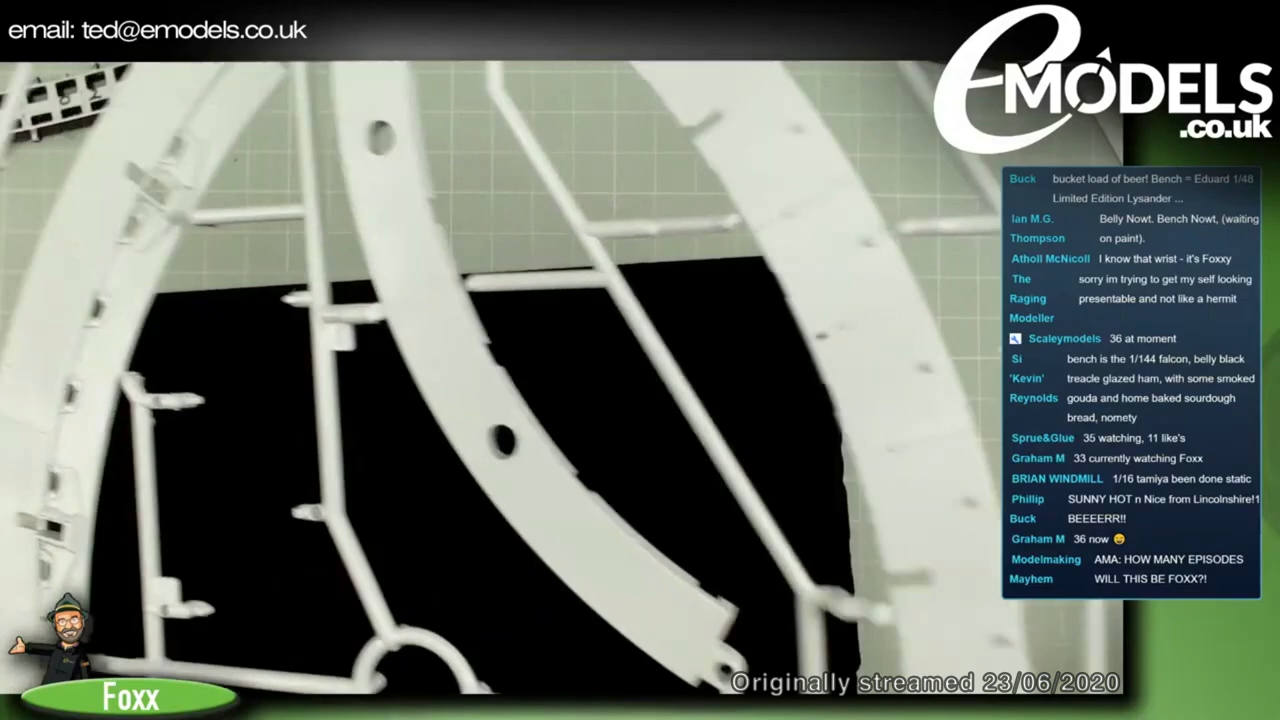 email: ted@emodels.co.uk
eMODELS
.co.uk
Buck bucket load of beer! Bench = Eduard 1/48
Limited Edition Lysander ...
Ian M.G. Belly Nowt. Bench Nowt, (waiting
Thompson on paint).
Atholl McNicoll I know that wrist - it's Foxxy
The sorry im trying to get my self looking
Raging presentable and not like a hermit
Modeller
Scaleymodels 36 at moment
Si bench is the 1/144 falcon, belly black
'Kevin' treacle glazed ham, with some smoked
Reynolds gouda and home baked sourdough
bread, nomety
Sprue&Glue 35 watching, 11 like's
Graham M 33 currently watching Foxx
BRIAN WINDMILL 1/16 tamiya been done static
Phillip SUNNY HOT n Nice from Lincolnshire!1
Buck BEEEERR!!
Graham M 36 now 😄
Modelmaking AMA: HOW MANY EPISODES
Mayhem WILL THIS BE FOXX?!
Originally streamed 23/06/2020
Foxx